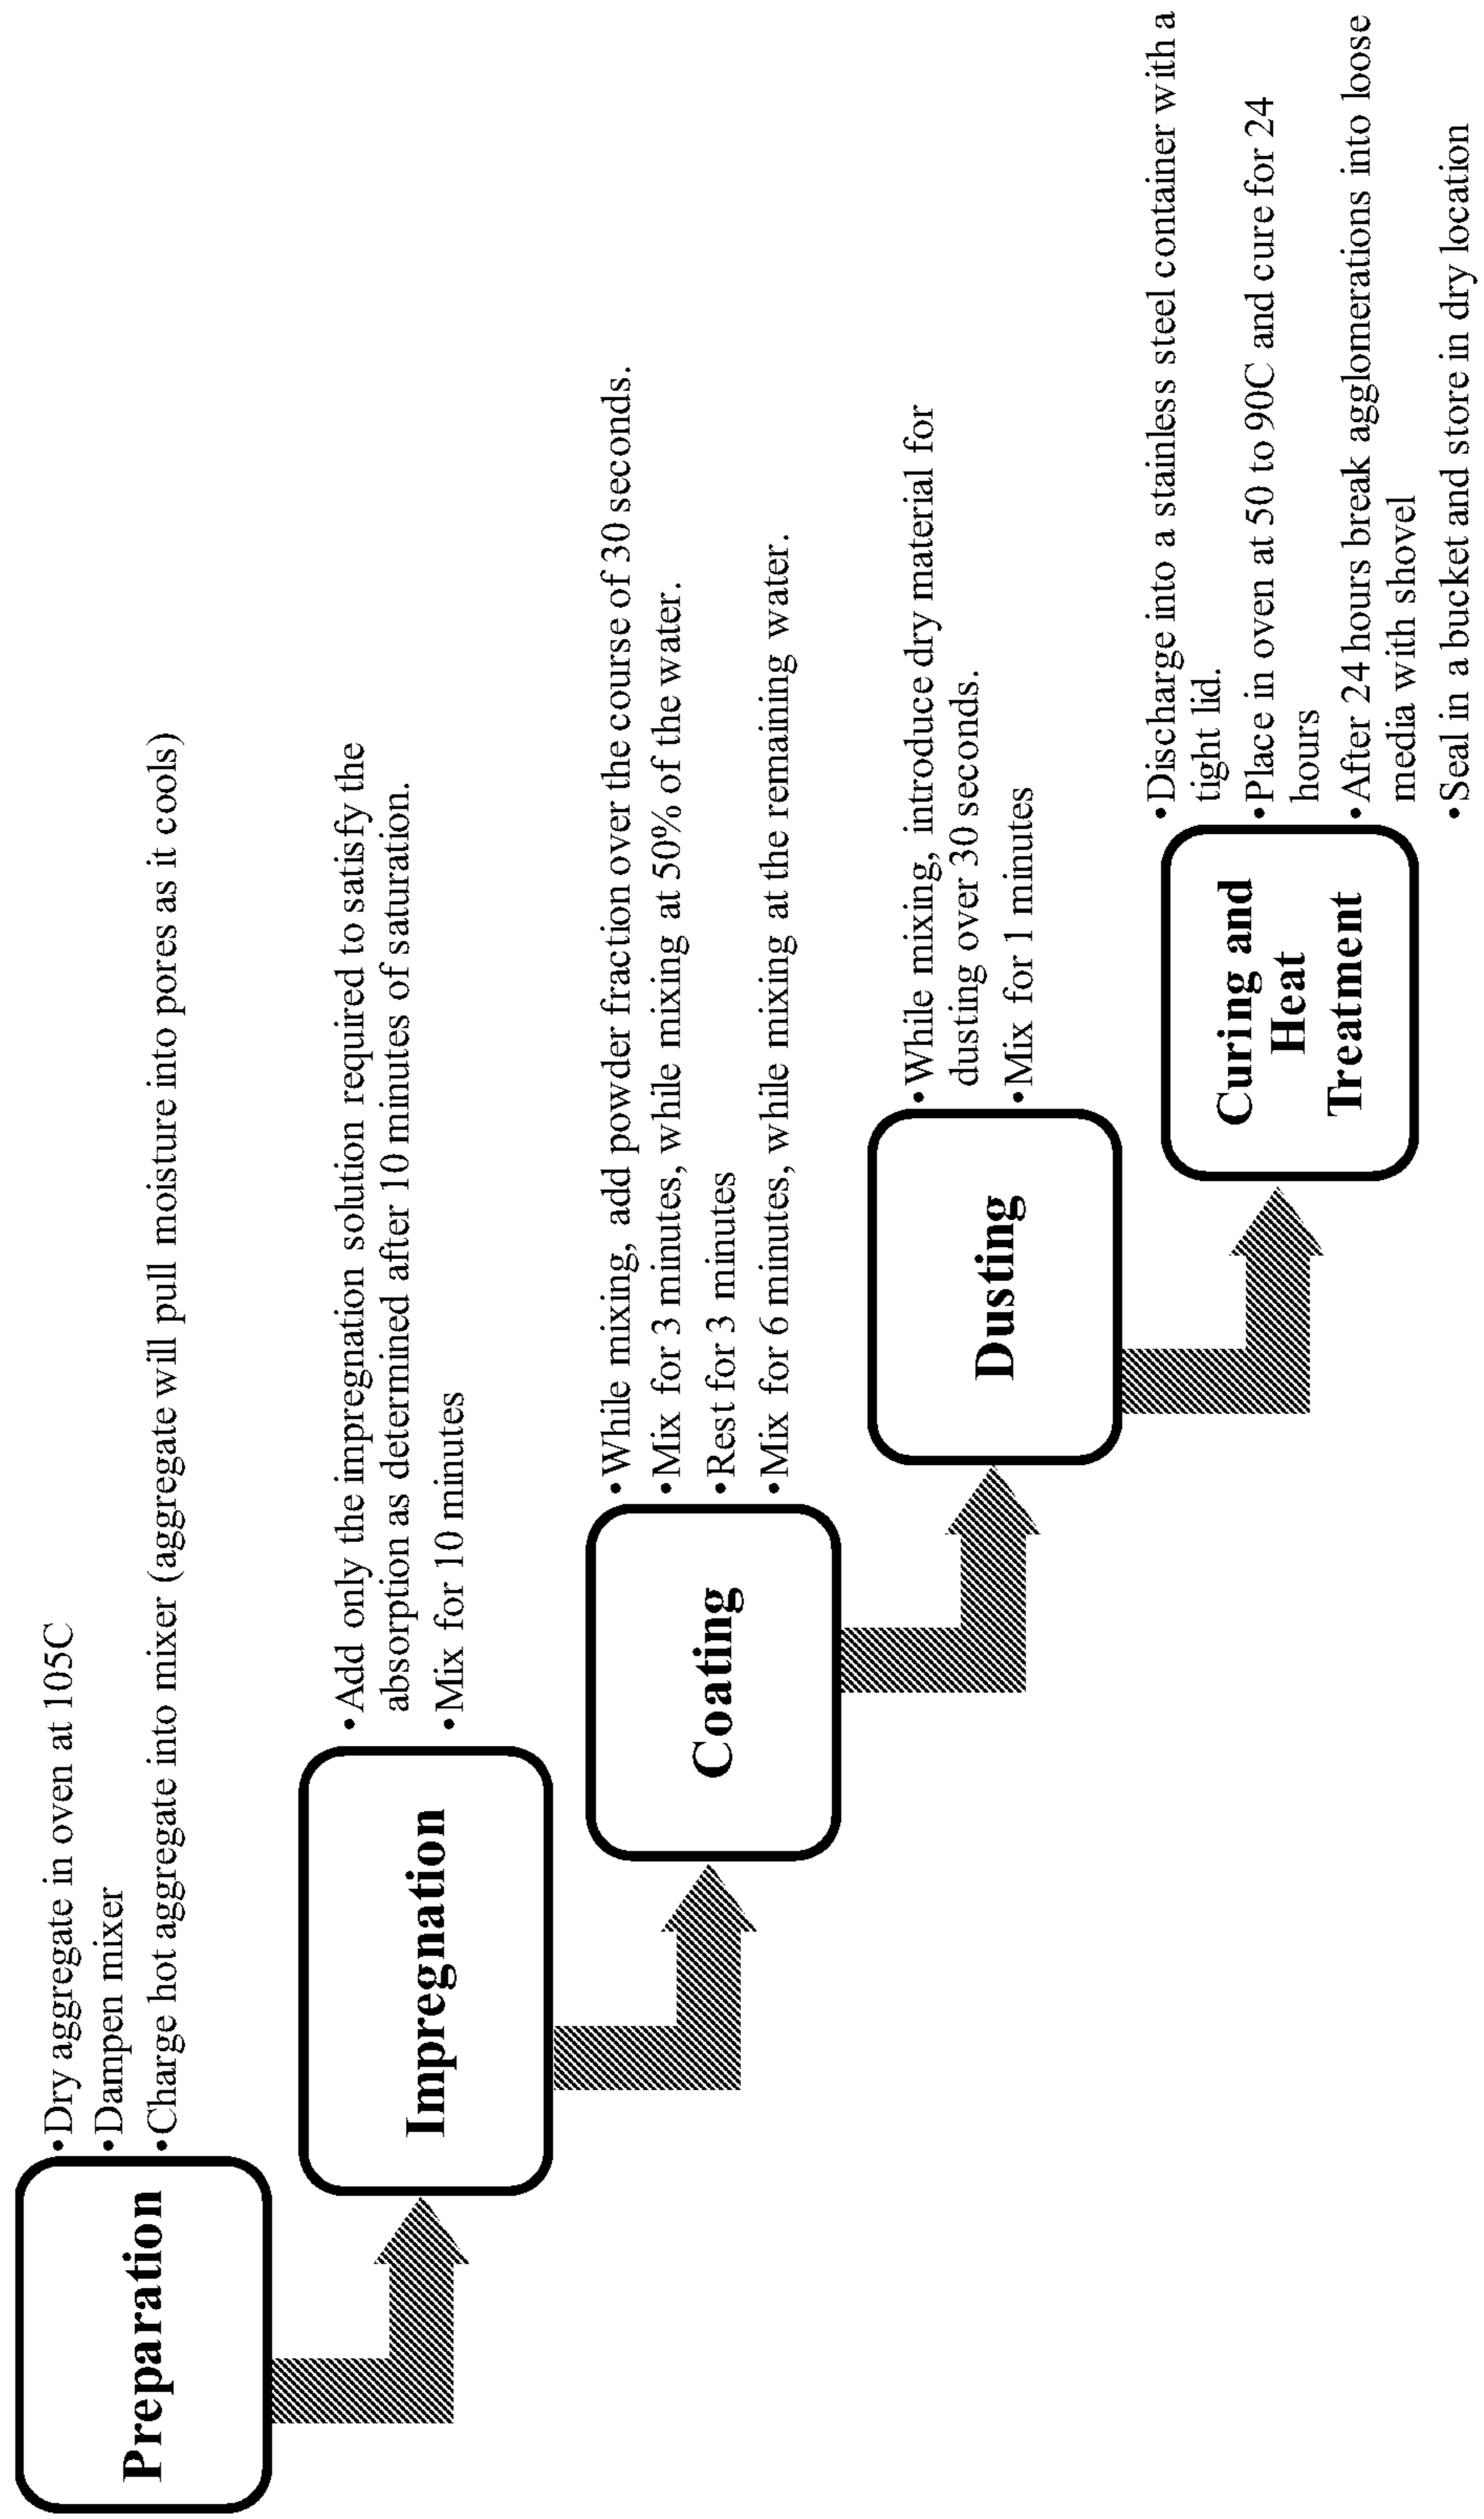 Preparation
•Dry aggregate in oven at 105C
•Dampen mixer
•Charge hot aggregate into mixer (aggregate will pull moisture into pores as it cools)
Impregnation
•Add only the impregnation solution required to satisfy the
absorption as determined after 10 minutes of saturation.
•Mix for 10 minutes
Coating
•While mixing, add powder fraction over the course of 30 seconds.
•Mix for 3 minutes, while mixing at 50% of the water.
•Rest for 3 minutes
•Mix for 6 minutes, while mixing at the remaining water.
Dusting
•While mixing, introduce dry material for
dusting over 30 seconds.
•Mix for 1 minutes
Curing and
Heat
Treatment
•Discharge into a stainless steel container with a
tight lid.
•Place in oven at 50 to 90C and cure for 24
hours
•After 24 hours break agglomerations into loose
media with shovel
•Seal in a bucket and store in dry location